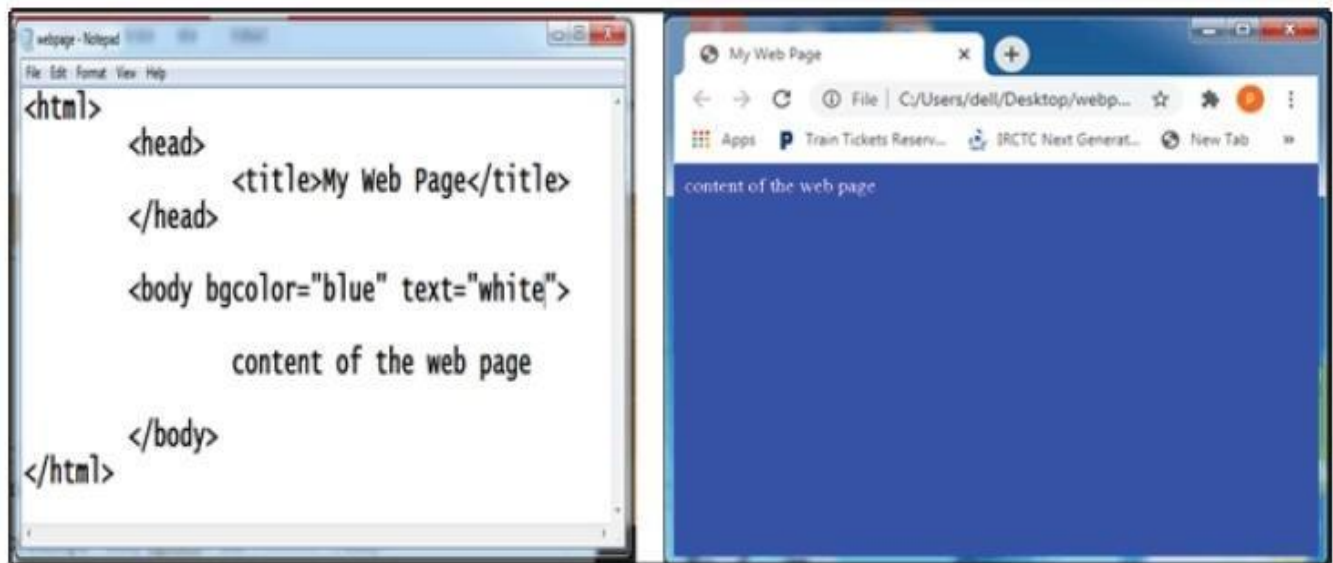 webpage - Notepad
File Edit Format View Help
<html>
<head>
<title>My Web Page</title>
</head>
<body bgcolor="blue" text="white">
content of the web page
</body>
</html>
My Web Page
File | C:/Users/dell/Desktop/webp...
P
Apps P Train Tickets Reserv... IRCTC Next Generat... New Tab »
content of the web page